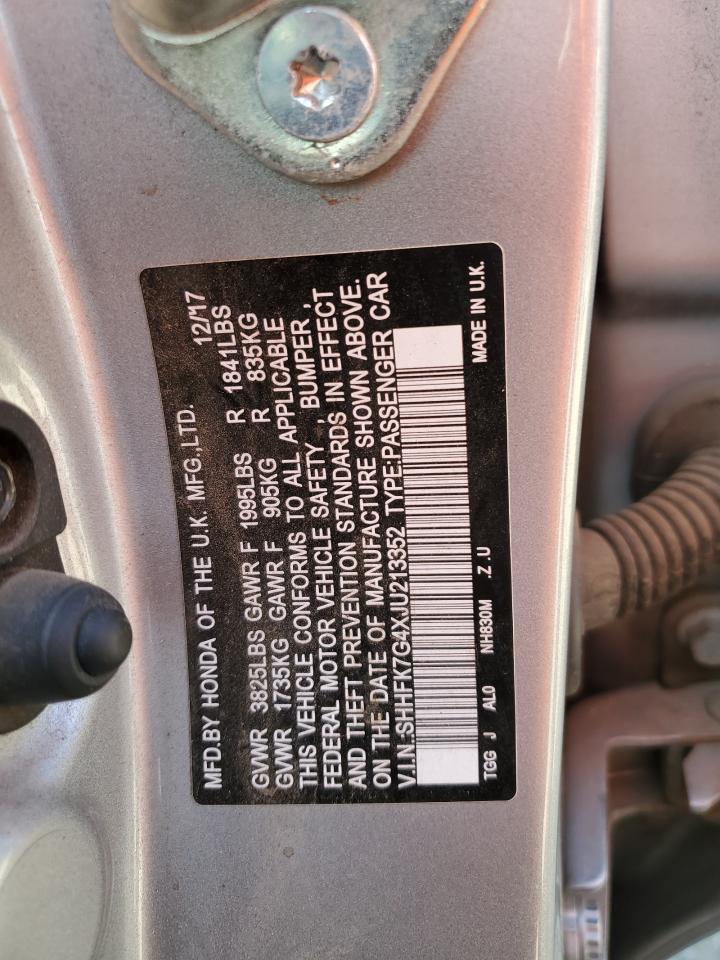 MFD.BY HONDA OF THE U.K. MFG.,LTD. 12/17
GVWR 3825LBS GAWR F 1995LBS R 1841LBS
GVWR 1735KG GAWR F 905KG R 835KG
THIS VEHICLE CONFORMS TO ALL APPLICABLE
FEDERAL MOTOR VEHICLE SAFETY , BUMPER ,
AND THEFT PREVENTION STANDARDS IN EFFECT
ON THE DATE OF MANUFACTURE SHOWN ABOVE.
V.I.N.:SHHFK7G4XJU213352 TYPE:PASSENGER CAR
TGG J AL0 NH830M .Z .U MADE IN U.K.